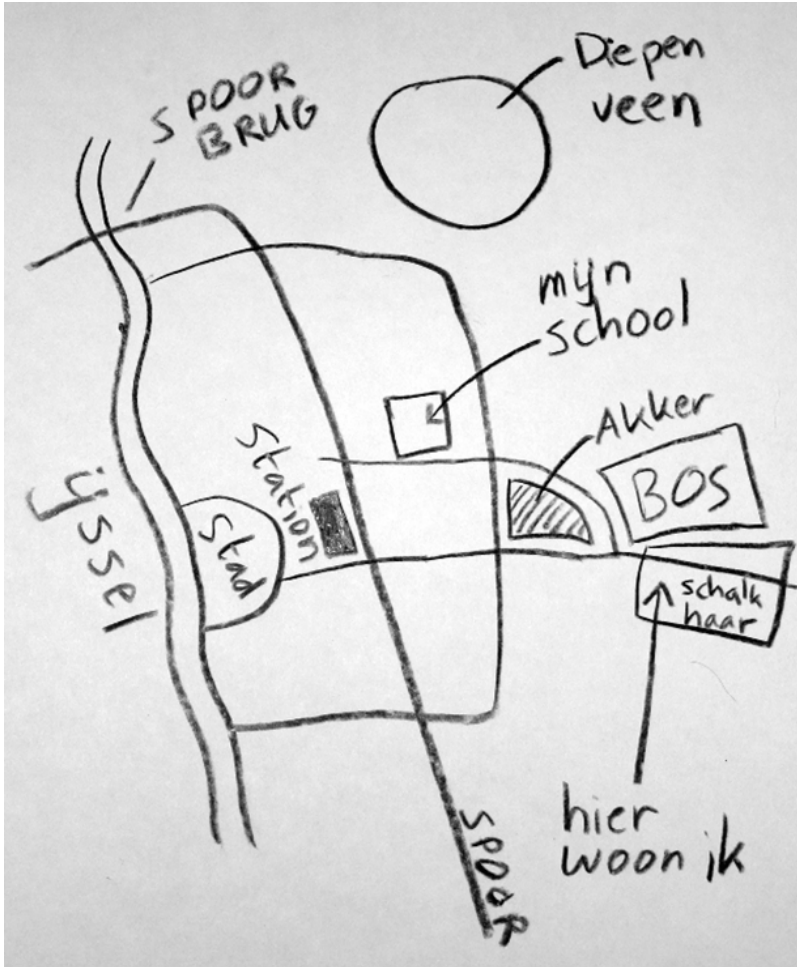 SPOOR
BRUG
Diepen
veen
mijn
school
Akker
BOS
Station
Stad
ijssel
schalk
haar
hier
woon ik
SPOOR